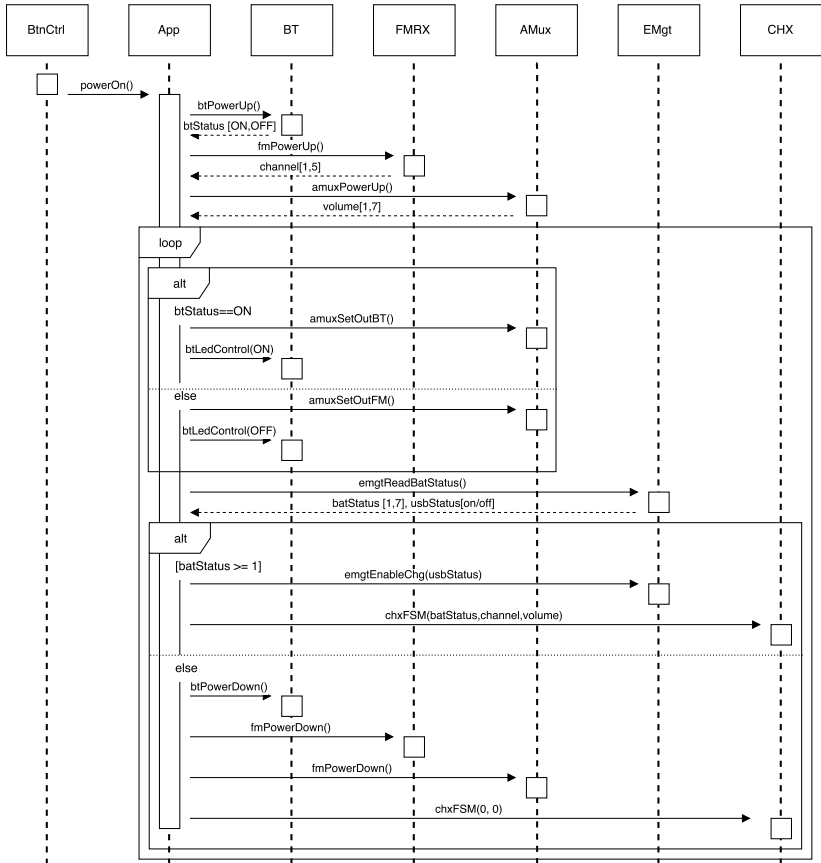 BtnCtrl App BT FMRX AMux EMgt CHX
powerOn()
btPowerUp()
btStatus [ON,OFF]
fmPowerUp()
channel[1,5]
amuxPowerUp()
volume[1,7]
loop
alt
btStatus==ON
amuxSetOutBT()
btLedControl(ON)
else
amuxSetOutFM()
btLedControl(OFF)
emgtReadBatStatus()
batStatus [1,7], usbStatus[on/off]
alt
[batStatus >= 1]
emgtEnableChg(usbStatus)
chxFSM(batStatus,channel,volume)
else
btPowerDown()
fmPowerDown()
fmPowerDown()
chxFSM(0, 0)